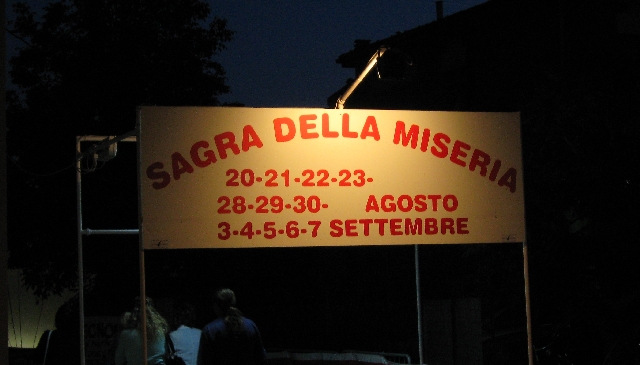 SAGRA DELLA MISERIA
20-21-22-23-
28-29-30- AGOSTO
3-4-5-6-7 SETTEMBRE